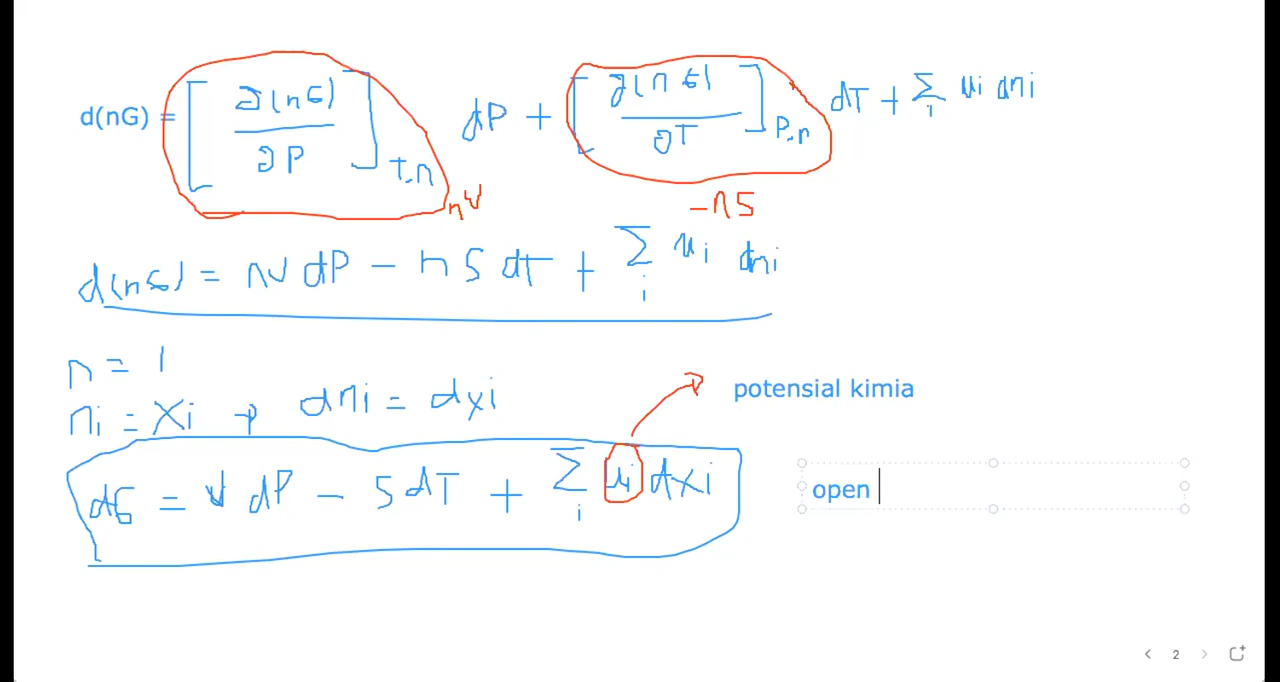 d(nG) = [∂(nG)/∂P]T,n dP + [∂(nG)/∂T]P,n dT + Σi μi dni
nV
-nS
d(nG) = nV dP - nS dT + Σi μi dni
n = 1
ni = xi → dni = dxi
potensial kimia
dG = V dP - S dT + Σi μi dxi
open
2